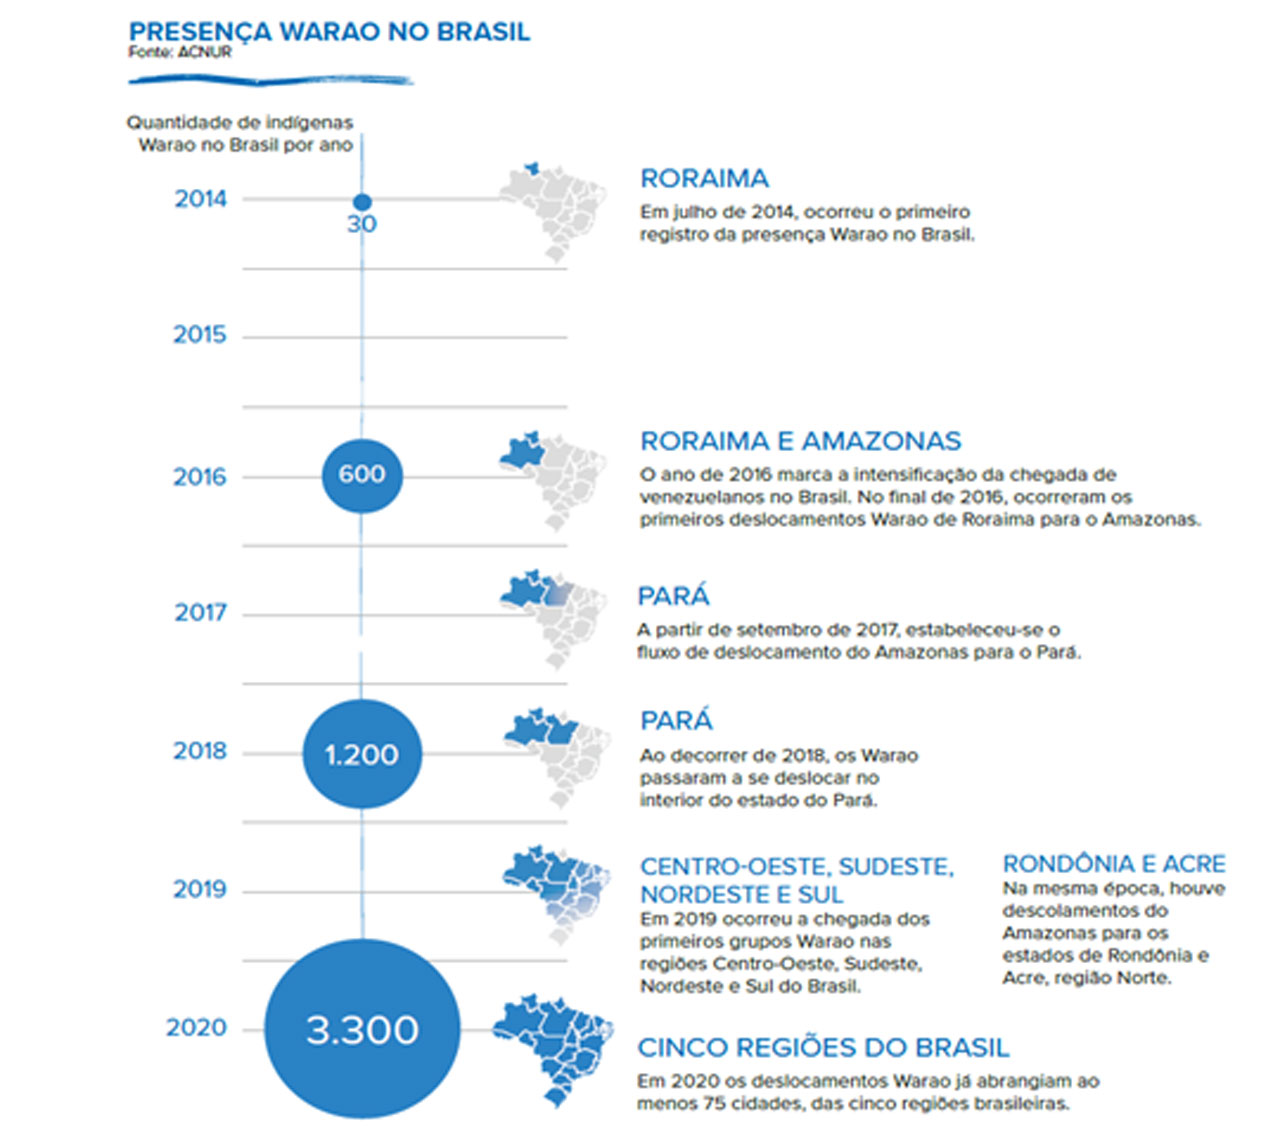 PRESENÇA WARAO NO BRASIL
Fonte: ACNUR
Quantidade de indígenas
Warao no Brasil por ano
2014
30
RORAIMA
Em julho de 2014, ocorreu o primeiro
registro da presença Warao no Brasil.
2015
2016
600
RORAIMA E AMAZONAS
O ano de 2016 marca a intensificação da chegada de
venezuelanos no Brasil. No final de 2016, ocorreram os
primeiros deslocamentos Warao de Roraima para o Amazonas.
2017
PARÁ
A partir de setembro de 2017, estabeleceu-se o
fluxo de deslocamento do Amazonas para o Pará.
2018
1.200
PARÁ
Ao decorrer de 2018, os Warao
passaram a se deslocar no
interior do estado do Pará.
2019
CENTRO-OESTE, SUDESTE,
NORDESTE E SUL
Em 2019 ocorreu a chegada dos
primeiros grupos Warao nas
regiões Centro-Oeste, Sudeste,
Nordeste e Sul do Brasil.
RONDÔNIA E ACRE
Na mesma época, houve
descolamentos do
Amazonas para os
estados de Rondônia e
Acre, região Norte.
2020
3.300
CINCO REGIÕES DO BRASIL
Em 2020 os deslocamentos Warao já abrangiam ao
menos 75 cidades, das cinco regiões brasileiras.